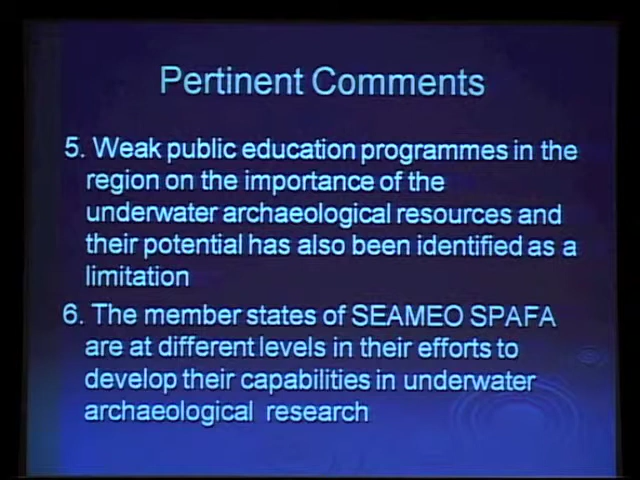 Pertinent Comments
5. Weak public education programmes in the
region on the importance of the
underwater archaeological resources and
their potential has also been identified as a
limitation
6. The member states of SEAMEO SPAFA
are at different levels in their efforts to
develop their capabilities in underwater
archaeological research